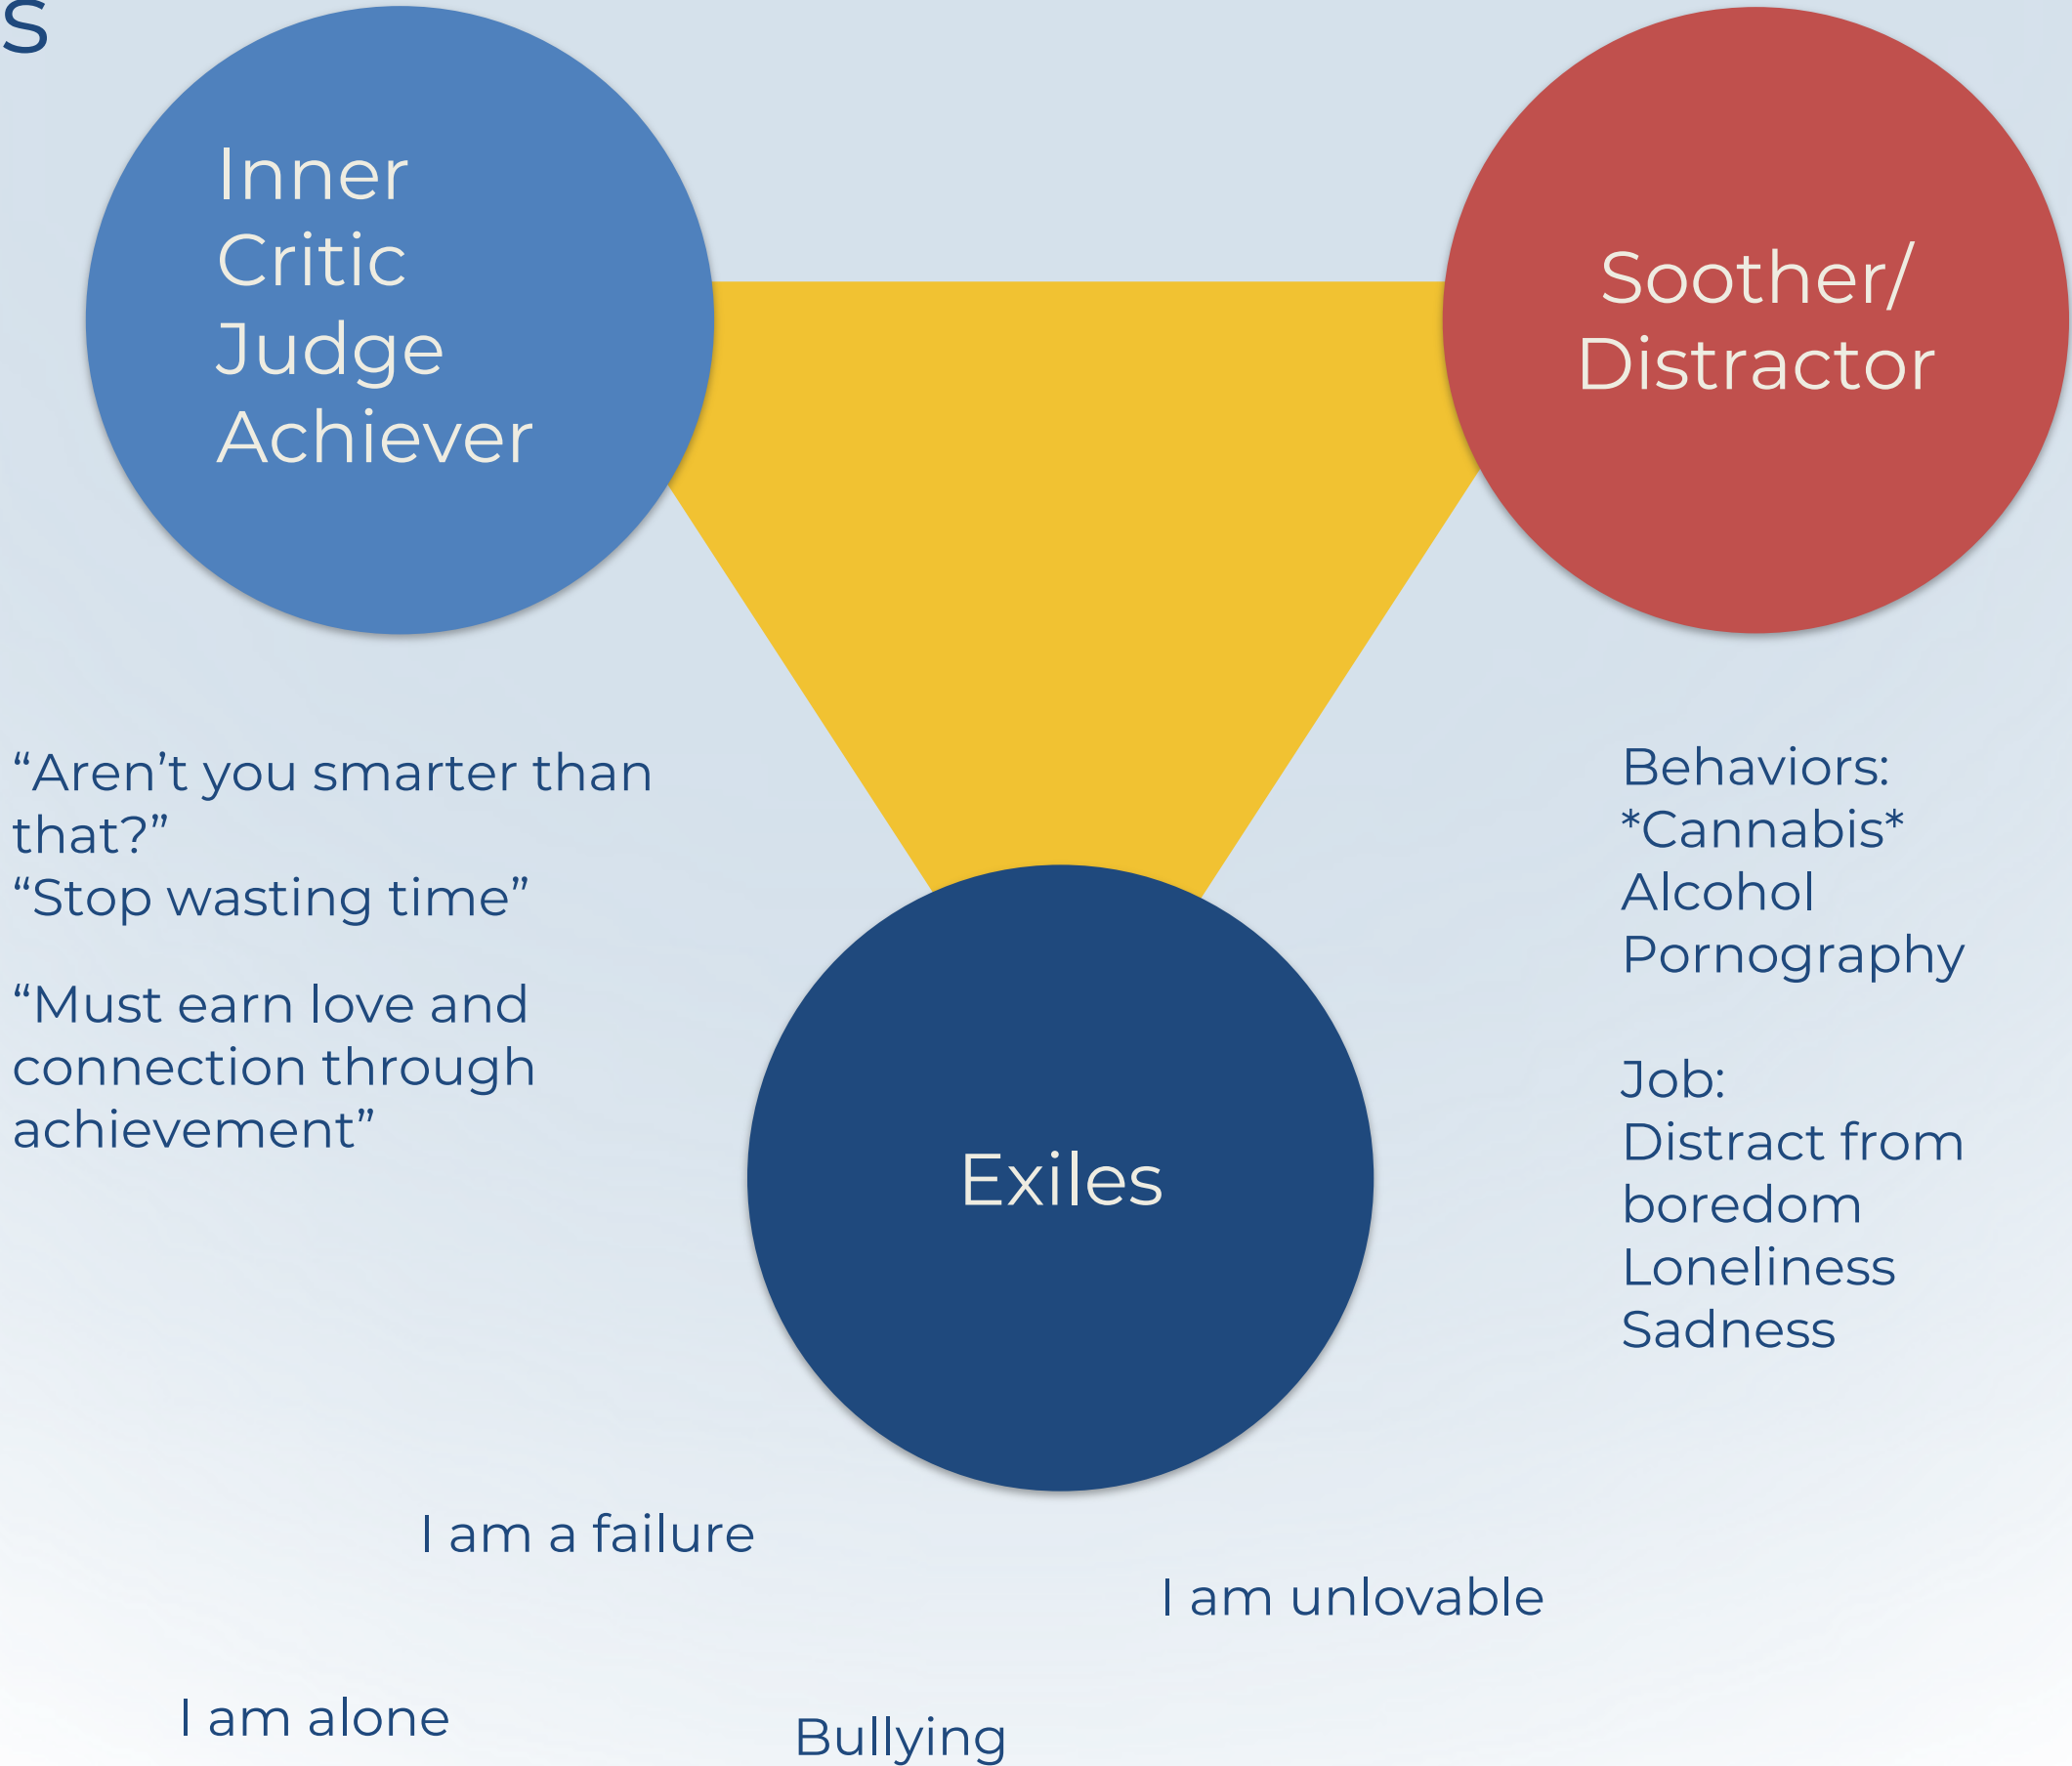 s
Inner
Critic
Judge
Achiever
Soother/
Distractor
“Aren’t you smarter than
that?”
“Stop wasting time”
“Must earn love and
connection through
achievement”
Behaviors:
*Cannabis*
Alcohol
Pornography
Job:
Distract from
boredom
Loneliness
Sadness
Exiles
I am a failure
I am unlovable
I am alone
Bullying